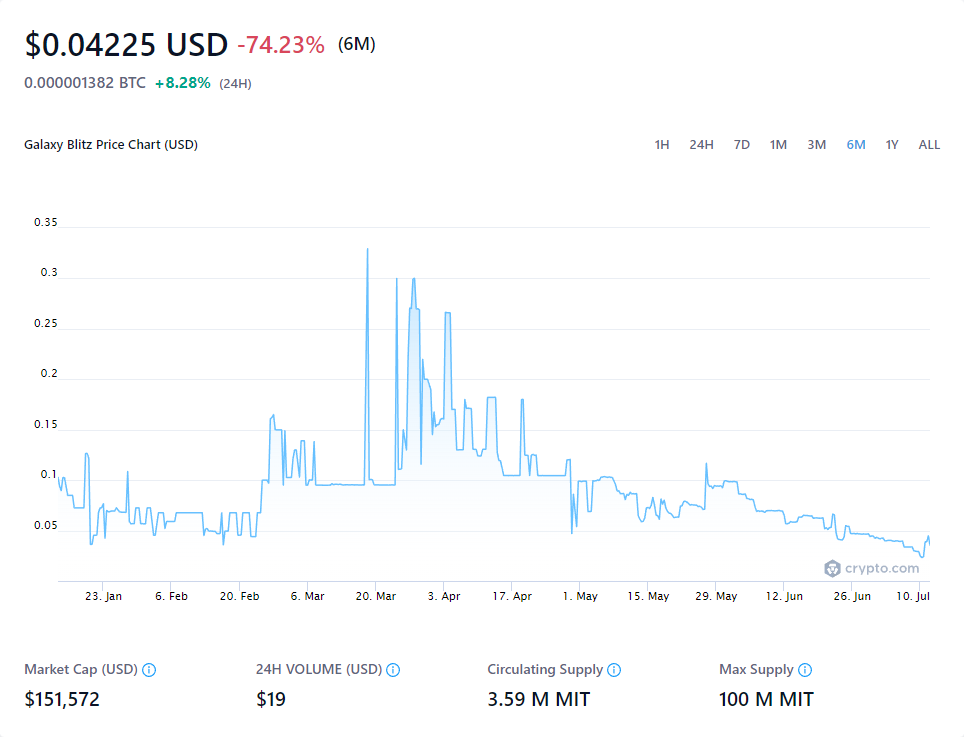 $0.04225 USD -74.23% (6M)
0.000001382 BTC +8.28% (24H)
Galaxy Blitz Price Chart (USD) 1H 24H 7D 1M 3M 6M 1Y ALL
0.35
0.3
0.25
0.2
0.15
0.1
0.05
crypto.com
23. Jan 6. Feb 20. Feb 6. Mar 20. Mar 3. Apr 17. Apr 1. May 15. May 29. May 12. Jun 26. Jun 10. Jul
Market Cap (USD) 24H VOLUME (USD) Circulating Supply Max Supply
$151,572 $19 3.59 M MIT 100 M MIT